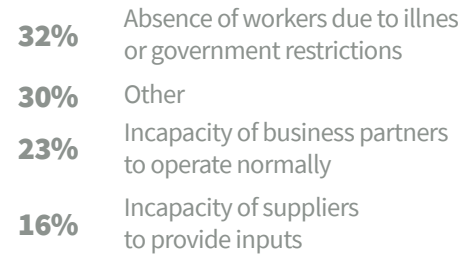 32% Absence of workers due to illnes
or government restrictions
30% Other
23% Incapacity of business partners
to operate normally
16% Incapacity of suppliers
to provide inputs